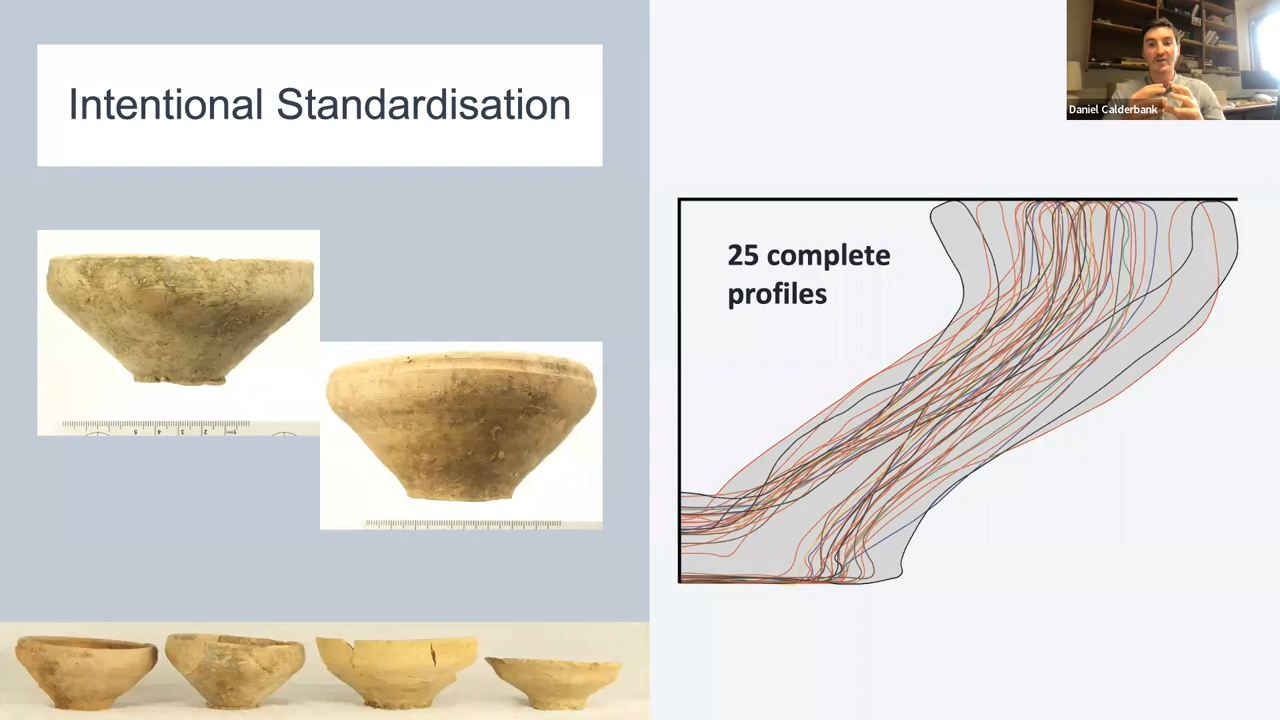 Intentional Standardisation
Daniel Calderbank
25 complete
profiles